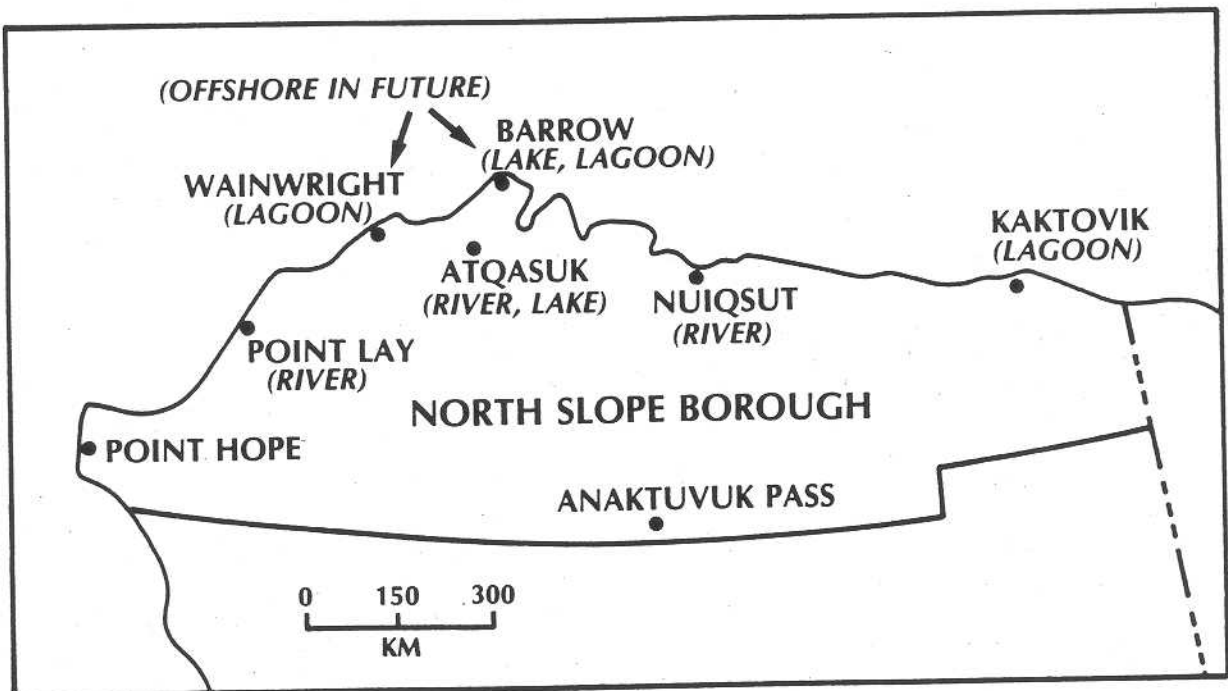 (OFFSHORE IN FUTURE)
BARROW
(LAKE, LAGOON)
WAINWRIGHT
(LAGOON)
KAKTOVIK
(LAGOON)
ATQASUK
(RIVER, LAKE)
NUIQSUT
(RIVER)
POINT LAY
(RIVER)
NORTH SLOPE BOROUGH
POINT HOPE
ANAKTUVUK PASS
0 150 300
KM